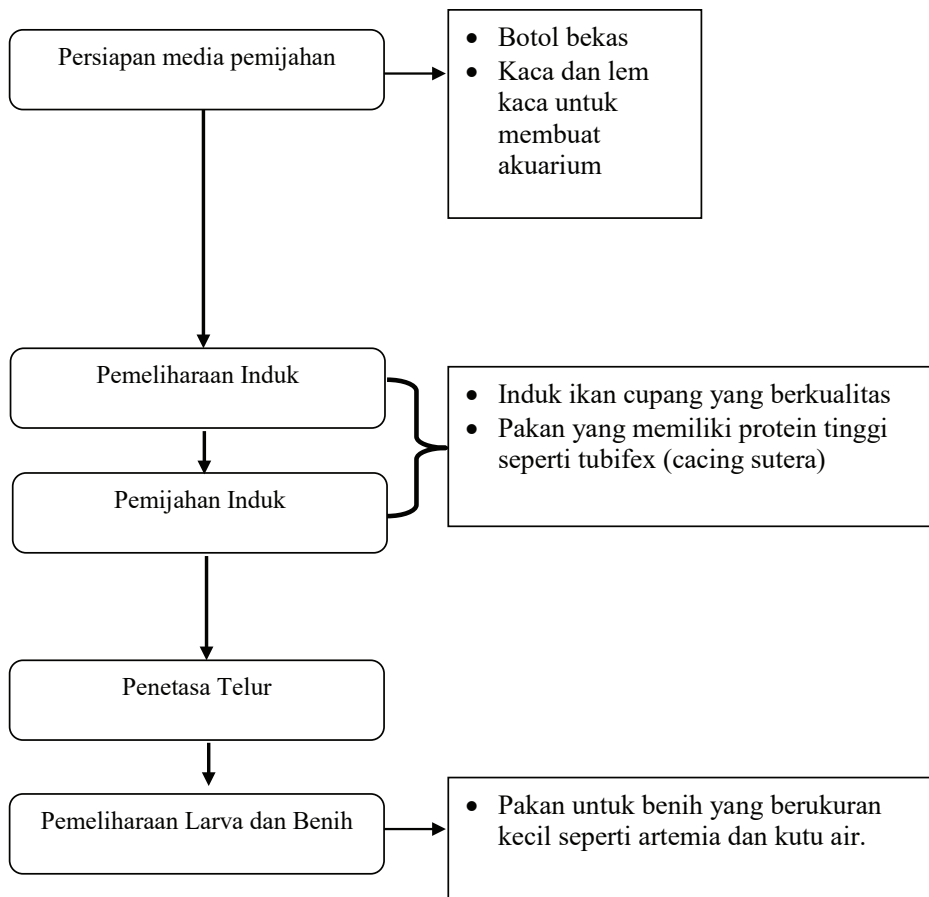 Persiapan media pemijahan
• Botol bekas
• Kaca dan lem
kaca untuk
membuat
akuarium
Pemeliharaan Induk
Pemijahan Induk
• Induk ikan cupang yang berkualitas
• Pakan yang memiliki protein tinggi
seperti tubifex (cacing sutera)
Penetasa Telur
Pemeliharaan Larva dan Benih
• Pakan untuk benih yang berukuran
kecil seperti artemia dan kutu air.